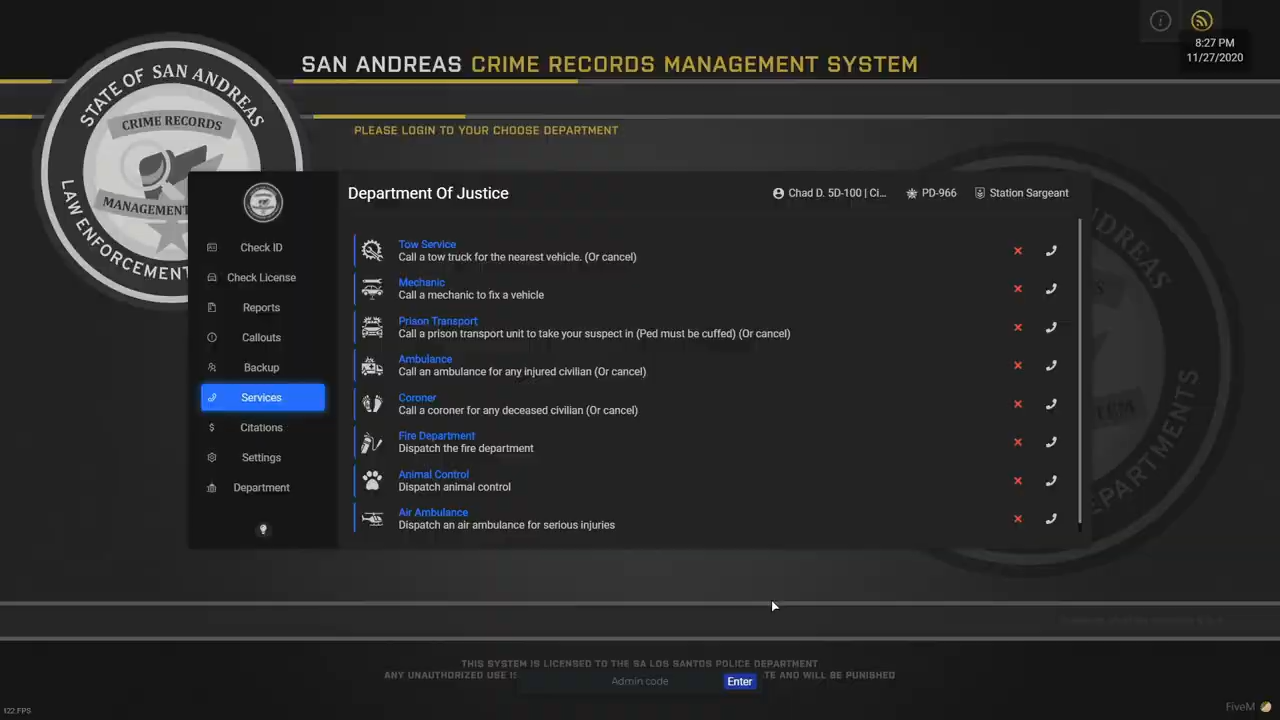 8:27 PM
11/27/2020
SAN ANDREAS CRIME RECORDS MANAGEMENT SYSTEM
STATE OF SAN ANDREAS
CRIME RECORDS
MANAGEMENT
LAW ENFORCEMENT
PLEASE LOGIN TO YOUR CHOOSE DEPARTMENT
Department Of Justice
Chad D. 5D-100 | Ci...
PD-966
Station Sargeant
Check ID
Check License
Reports
Callouts
Backup
Services
Citations
Settings
Department
Tow Service
Call a tow truck for the nearest vehicle. (Or cancel)
Mechanic
Call a mechanic to fix a vehicle
Prison Transport
Call a prison transport unit to take your suspect in (Ped must be cuffed) (Or cancel)
Ambulance
Call an ambulance for any injured civilian (Or cancel)
Coroner
Call a coroner for any deceased civilian (Or cancel)
Fire Department
Dispatch the fire department
Animal Control
Dispatch animal control
Air Ambulance
Dispatch an air ambulance for serious injuries
THIS SYSTEM IS LICENSED TO THE SA LOS SANTOS POLICE DEPARTMENT
ANY UNAUTHORIZED USE IS TE AND WILL BE PUNISHED
Admin code
Enter
122 FPS
FiveM